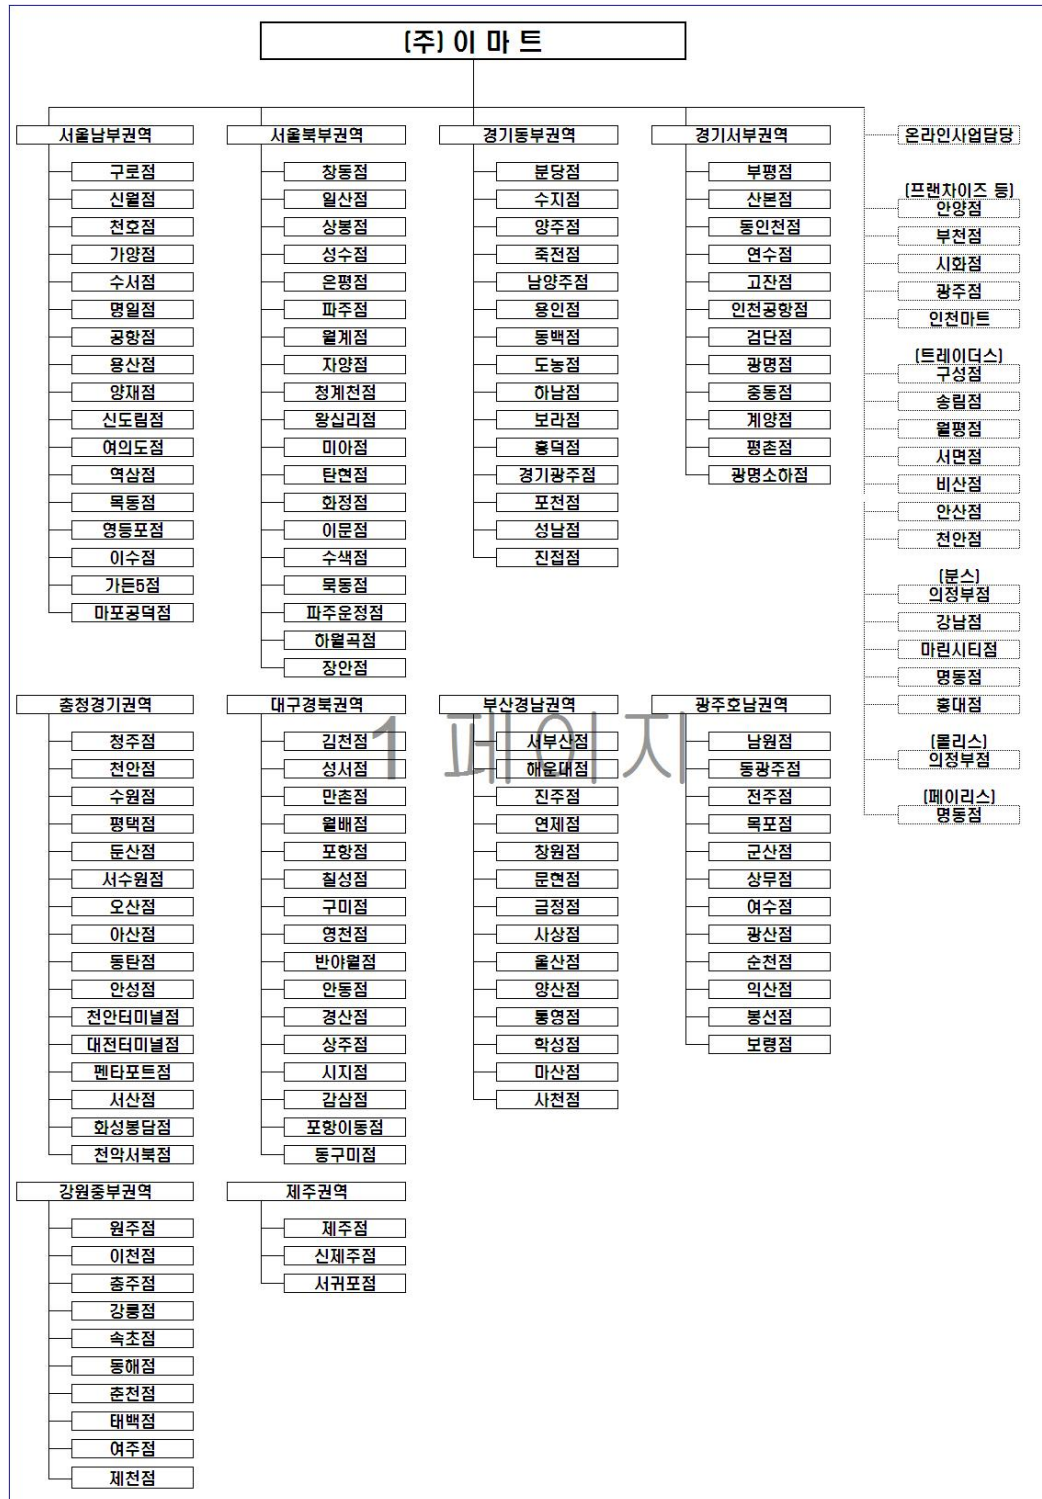 (주) 이 마 트
서울남부권역
구로점
신월점
천호점
가양점
수서점
명일점
공항점
용산점
양재점
신도림점
여의도점
역삼점
목동점
영등포점
이수점
가든5점
마포공덕점
서울북부권역
창동점
일산점
상봉점
성수점
은평점
파주점
월계점
자양점
청계천점
왕십리점
미아점
탄현점
화정점
이문점
수색점
묵동점
파주운정점
하월곡점
장안점
경기동부권역
분당점
수지점
양주점
죽전점
남양주점
용인점
동백점
도농점
하남점
보라점
흥덕점
경기광주점
포천점
성남점
진접점
경기서부권역
부평점
산본점
동인천점
연수점
고잔점
인천공항점
검단점
광명점
중동점
계양점
평촌점
광명소하점
온라인사업담당
(프랜차이즈 등)
안양점
부천점
시화점
광주점
인천마트
(트레이더스)
구성점
송림점
월평점
서면점
비산점
안산점
천안점
(분스)
의정부점
강남점
마린시티점
명동점
홍대점
(몰리스)
의정부점
(페이리스)
명동점
충청경기권역
청주점
천안점
수원점
평택점
둔산점
서수원점
오산점
아산점
동탄점
안성점
천안터미널점
대전터미널점
펜타포트점
서산점
화성봉담점
천악서북점
대구경북권역
김천점
성서점
만촌점
월배점
포항점
칠성점
구미점
영천점
반야월점
안동점
경산점
상주점
시지점
감삼점
포항이동점
동구미점
부산경남권역
서부산점
해운대점
진주점
연제점
창원점
문현점
금정점
사상점
울산점
양산점
통영점
학성점
마산점
사천점
광주호남권역
남원점
동광주점
전주점
목포점
군산점
상무점
여수점
광산점
순천점
익산점
봉선점
보령점
1 페이지
강원중부권역
원주점
이천점
충주점
강릉점
속초점
동해점
춘천점
태백점
여주점
제천점
제주권역
제주점
신제주점
서귀포점